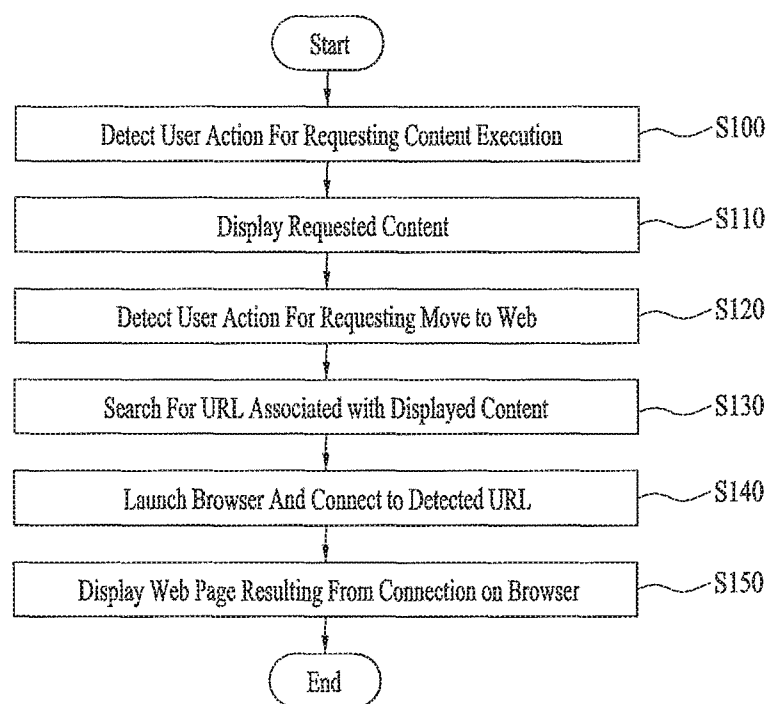 Start
Detect User Action For Requesting Content Execution
S100
Display Requested Content
S110
Detect User Action For Requesting Move to Web
S120
Search For URL Associated with Displayed Content
S130
Launch Browser And Connect to Detected URL
S140
Display Web Page Resulting From Connection on Browser
S150
End